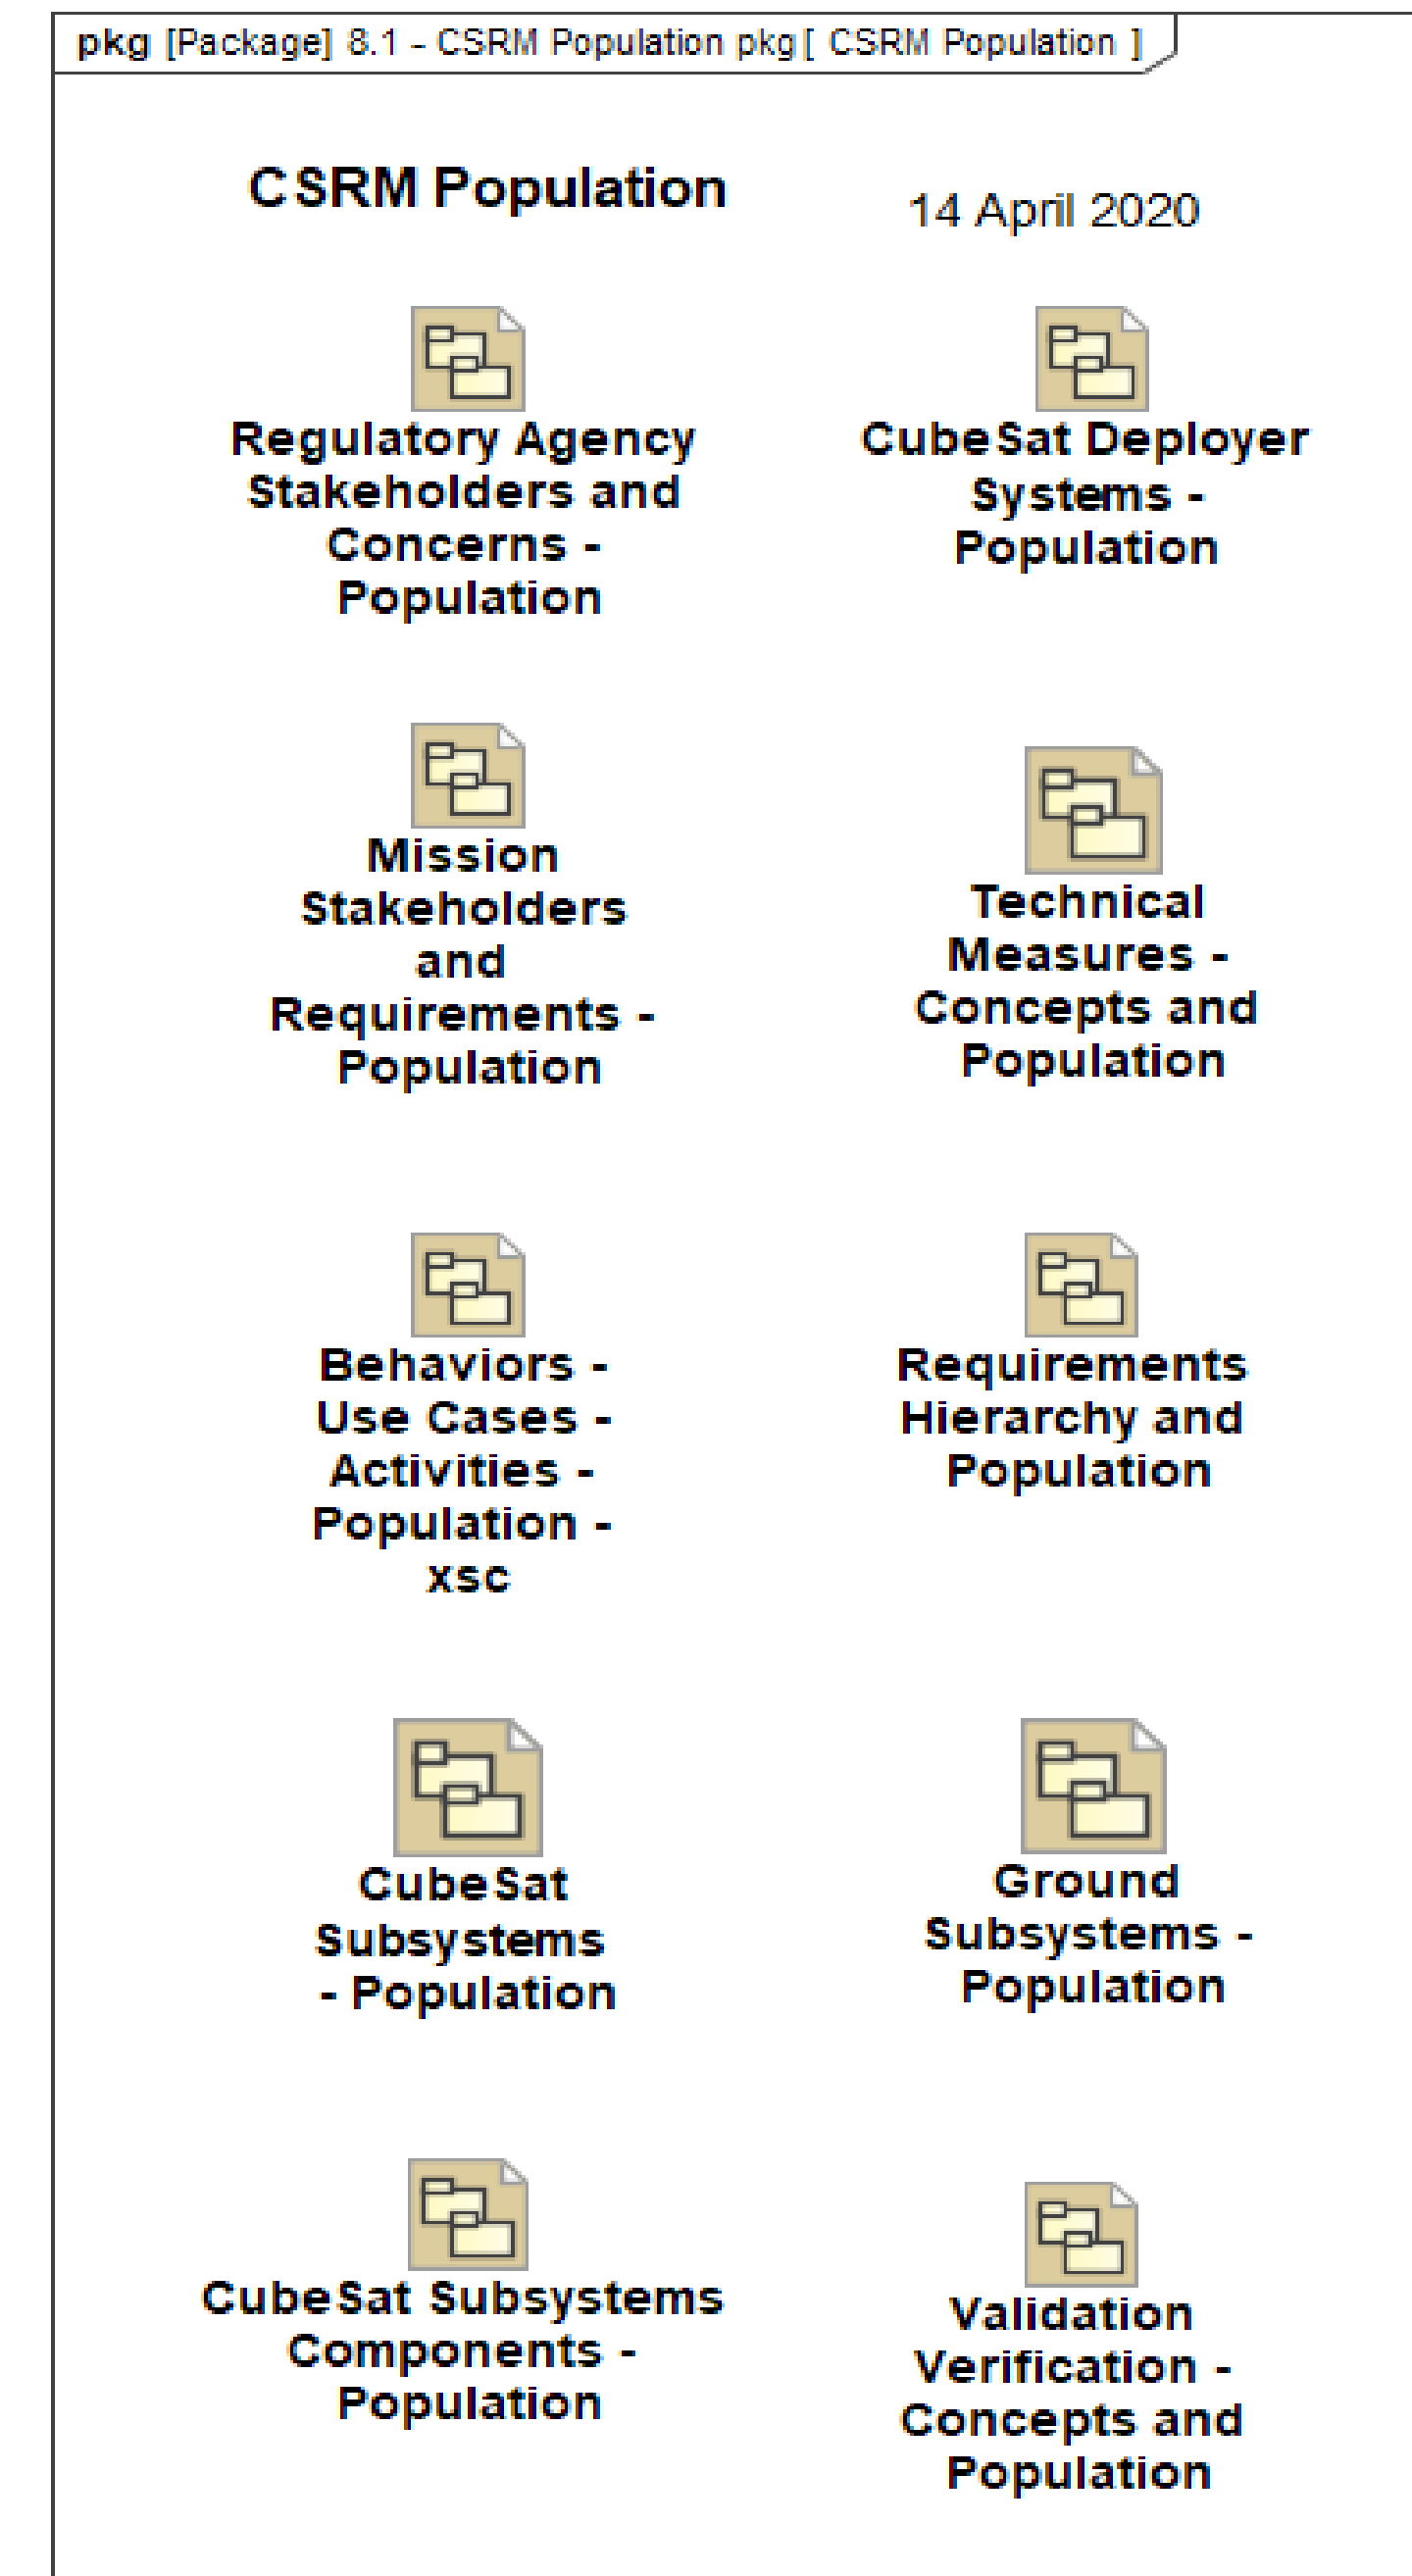 pkg [Package] 8.1 - CSRM Population pkg [ CSRM Population ]
CSRM Population
14 April 2020
Regulatory Agency
Stakeholders and
Concerns -
Population
CubeSat Deployer
Systems -
Population
Mission
Stakeholders
and
Requirements -
Population
Technical
Measures -
Concepts and
Population
Behaviors -
Use Cases -
Activities -
Population -
xsc
Requirements
Hierarchy and
Population
CubeSat
Subsystems
- Population
Ground
Subsystems -
Population
CubeSat Subsystems
Components -
Population
Validation
Verification -
Concepts and
Population